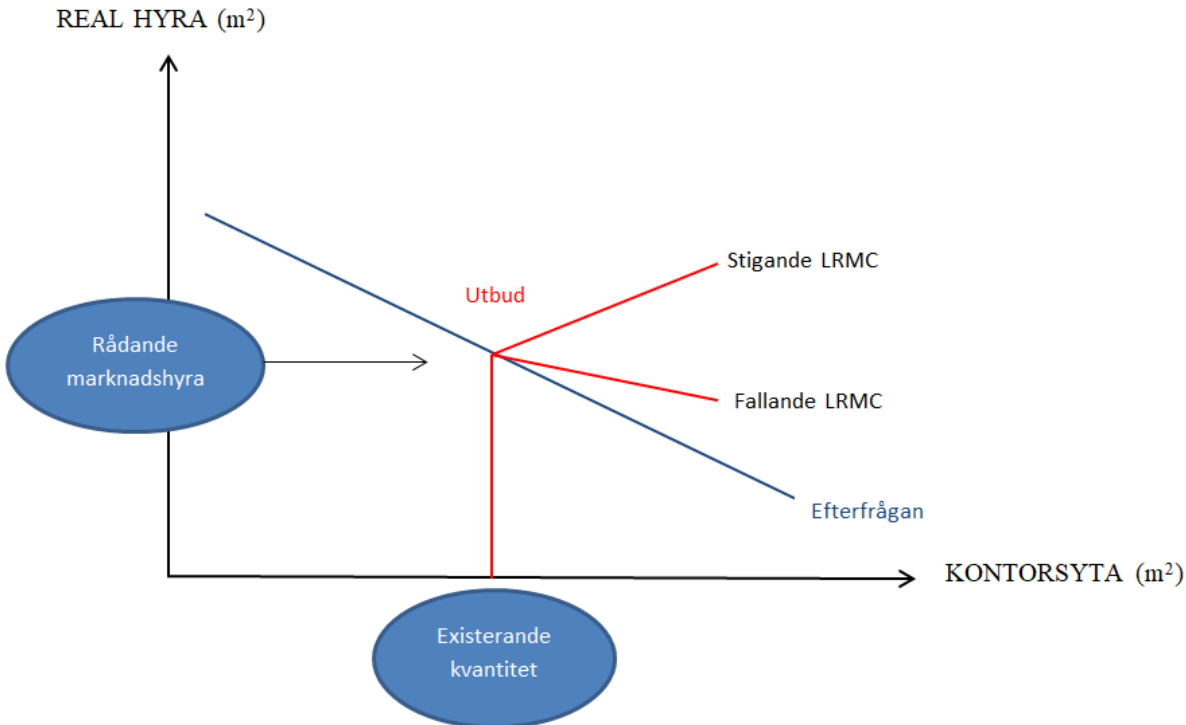 REAL HYRA (m²)
Stigande LRMC
Utbud
Rådande
marknadshyra
Fallande LRMC
Efterfrågan
KONTORSYTA (m²)
Existerande
kvantitet